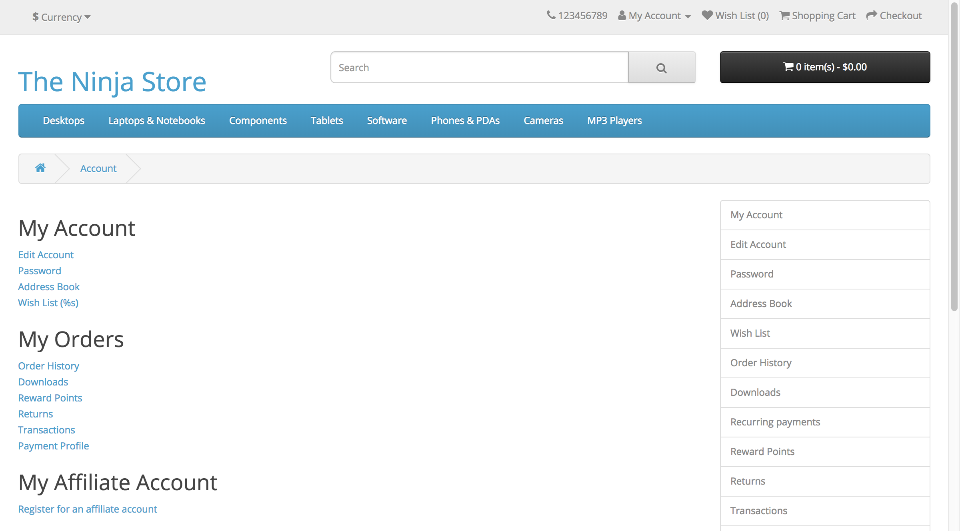 $ Currency
123456789 My Account Wish List (0) Shopping Cart Checkout
The Ninja Store
Search
0 item(s) - $0.00
Desktops Laptops & Notebooks Components Tablets Software Phones & PDAs Cameras MP3 Players
Account
My Account
Edit Account
Password
Address Book
Wish List (%s)
My Orders
Order History
Downloads
Reward Points
Returns
Transactions
Payment Profile
My Affiliate Account
Register for an affiliate account
My Account
Edit Account
Password
Address Book
Wish List
Order History
Downloads
Recurring payments
Reward Points
Returns
Transactions